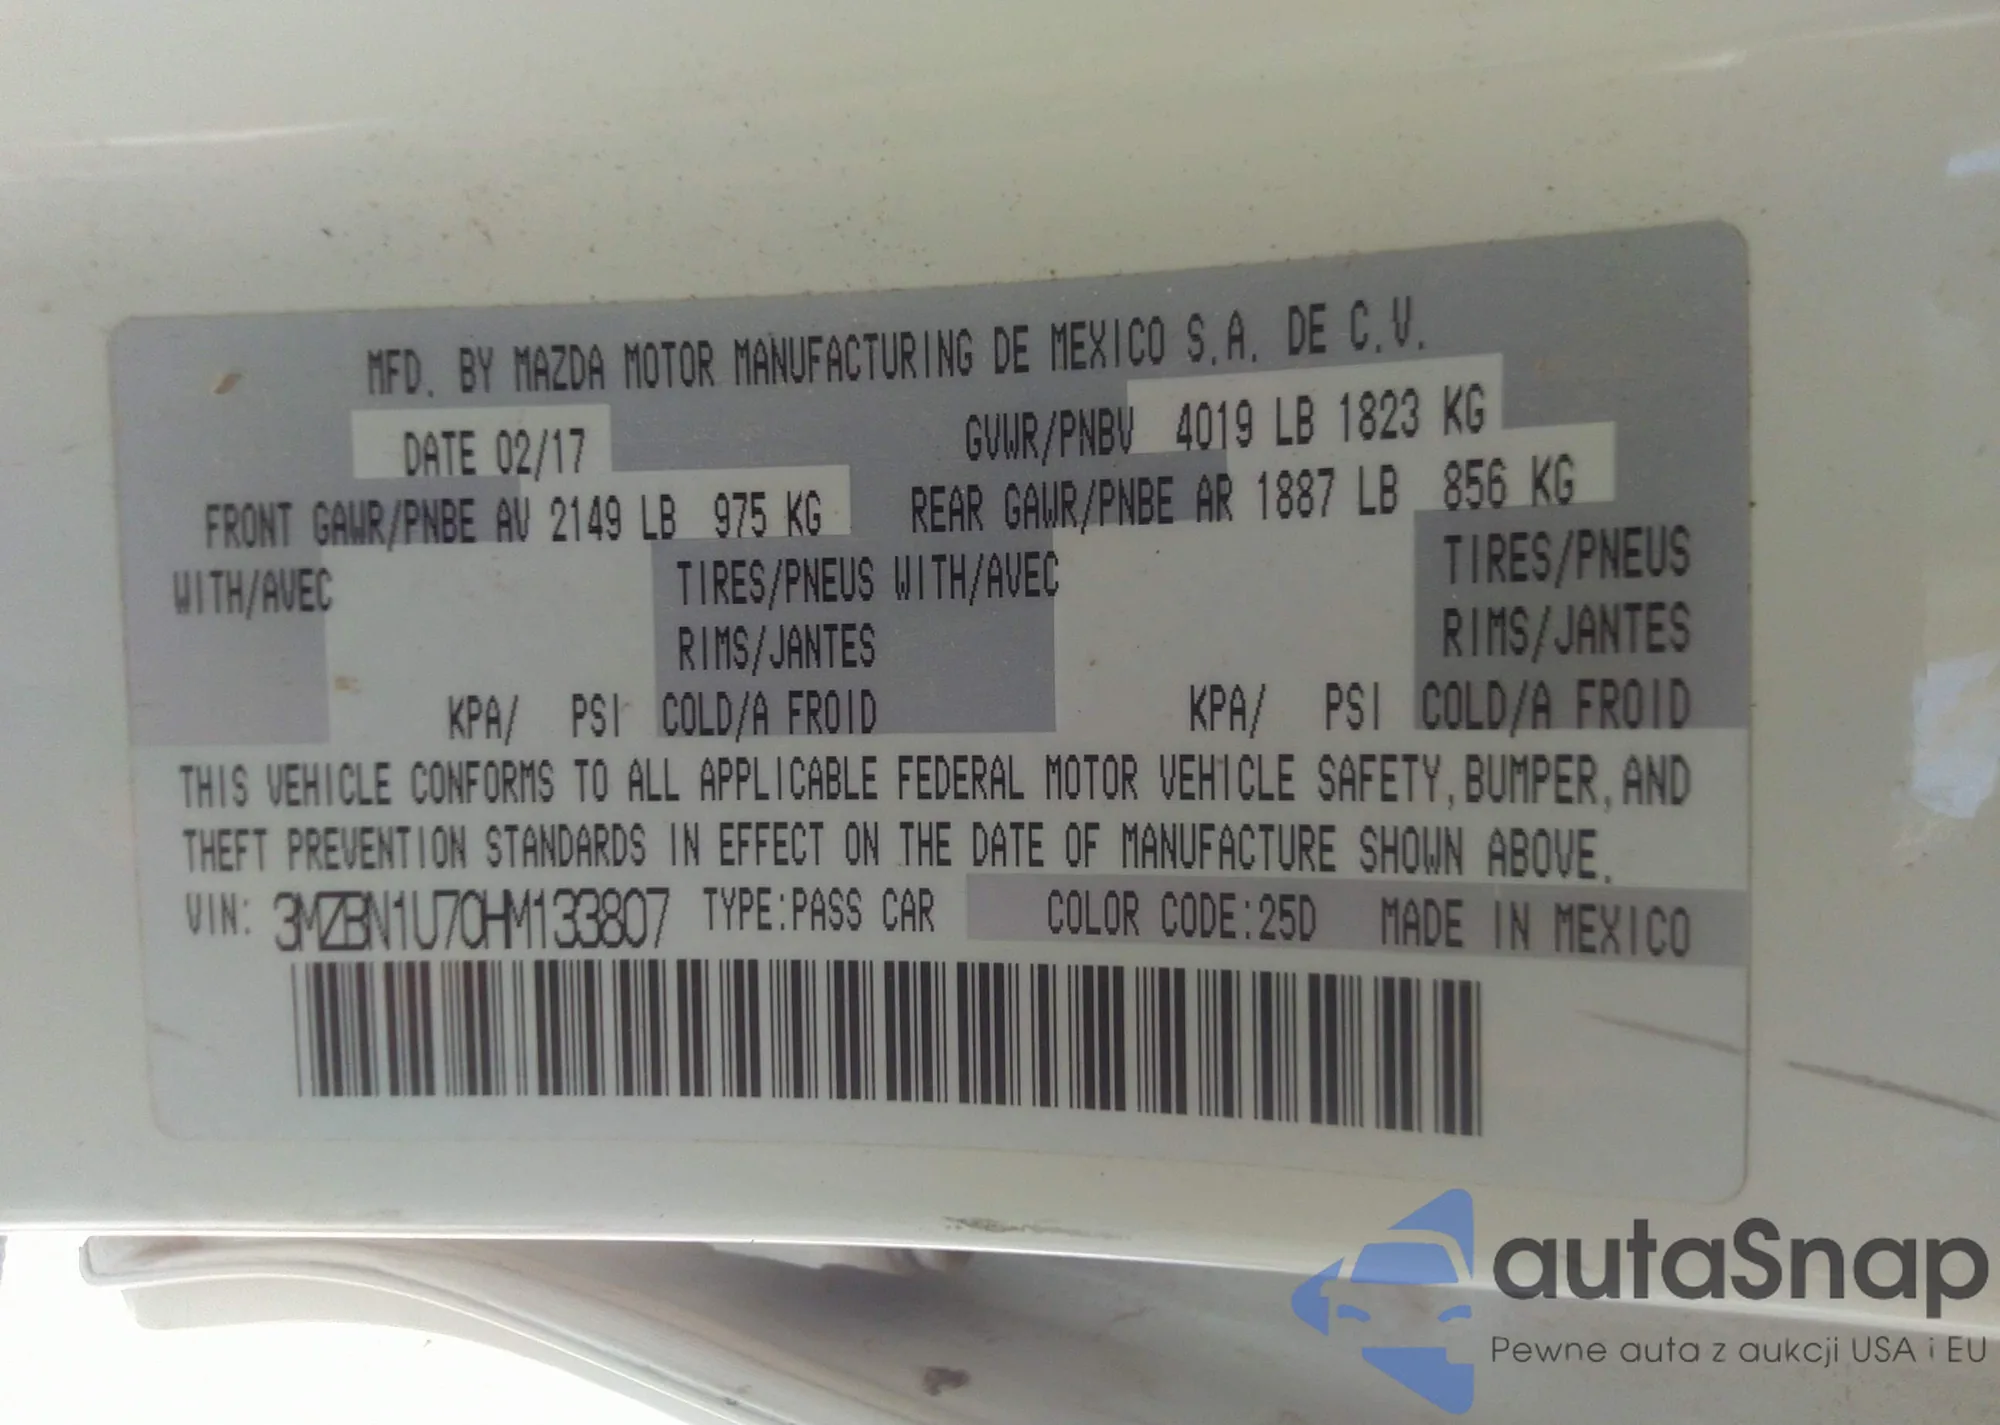 MFD. BY MAZDA MOTOR MANUFACTURING DE MEXICO S.A. DE C.V.
DATE 02/17 GVWR/PNBV 4019 LB 1823 KG
FRONT GAWR/PNBE AV 2149 LB 975 KG REAR GAWR/PNBE AR 1887 LB 856 KG
WITH/AVEC TIRES/PNEUS WITH/AVEC TIRES/PNEUS
RIMS/JANTES RIMS/JANTES
KPA/ PSI COLD/A FROID KPA/ PSI COLD/A FROID
THIS VEHICLE CONFORMS TO ALL APPLICABLE FEDERAL MOTOR VEHICLE SAFETY, BUMPER, AND
THEFT PREVENTION STANDARDS IN EFFECT ON THE DATE OF MANUFACTURE SHOWN ABOVE.
VIN: 3MZBN1U70HM133807 TYPE:PASS CAR COLOR CODE:25D MADE IN MEXICO
autaSnap
Pewne auta z aukcji USA i EU